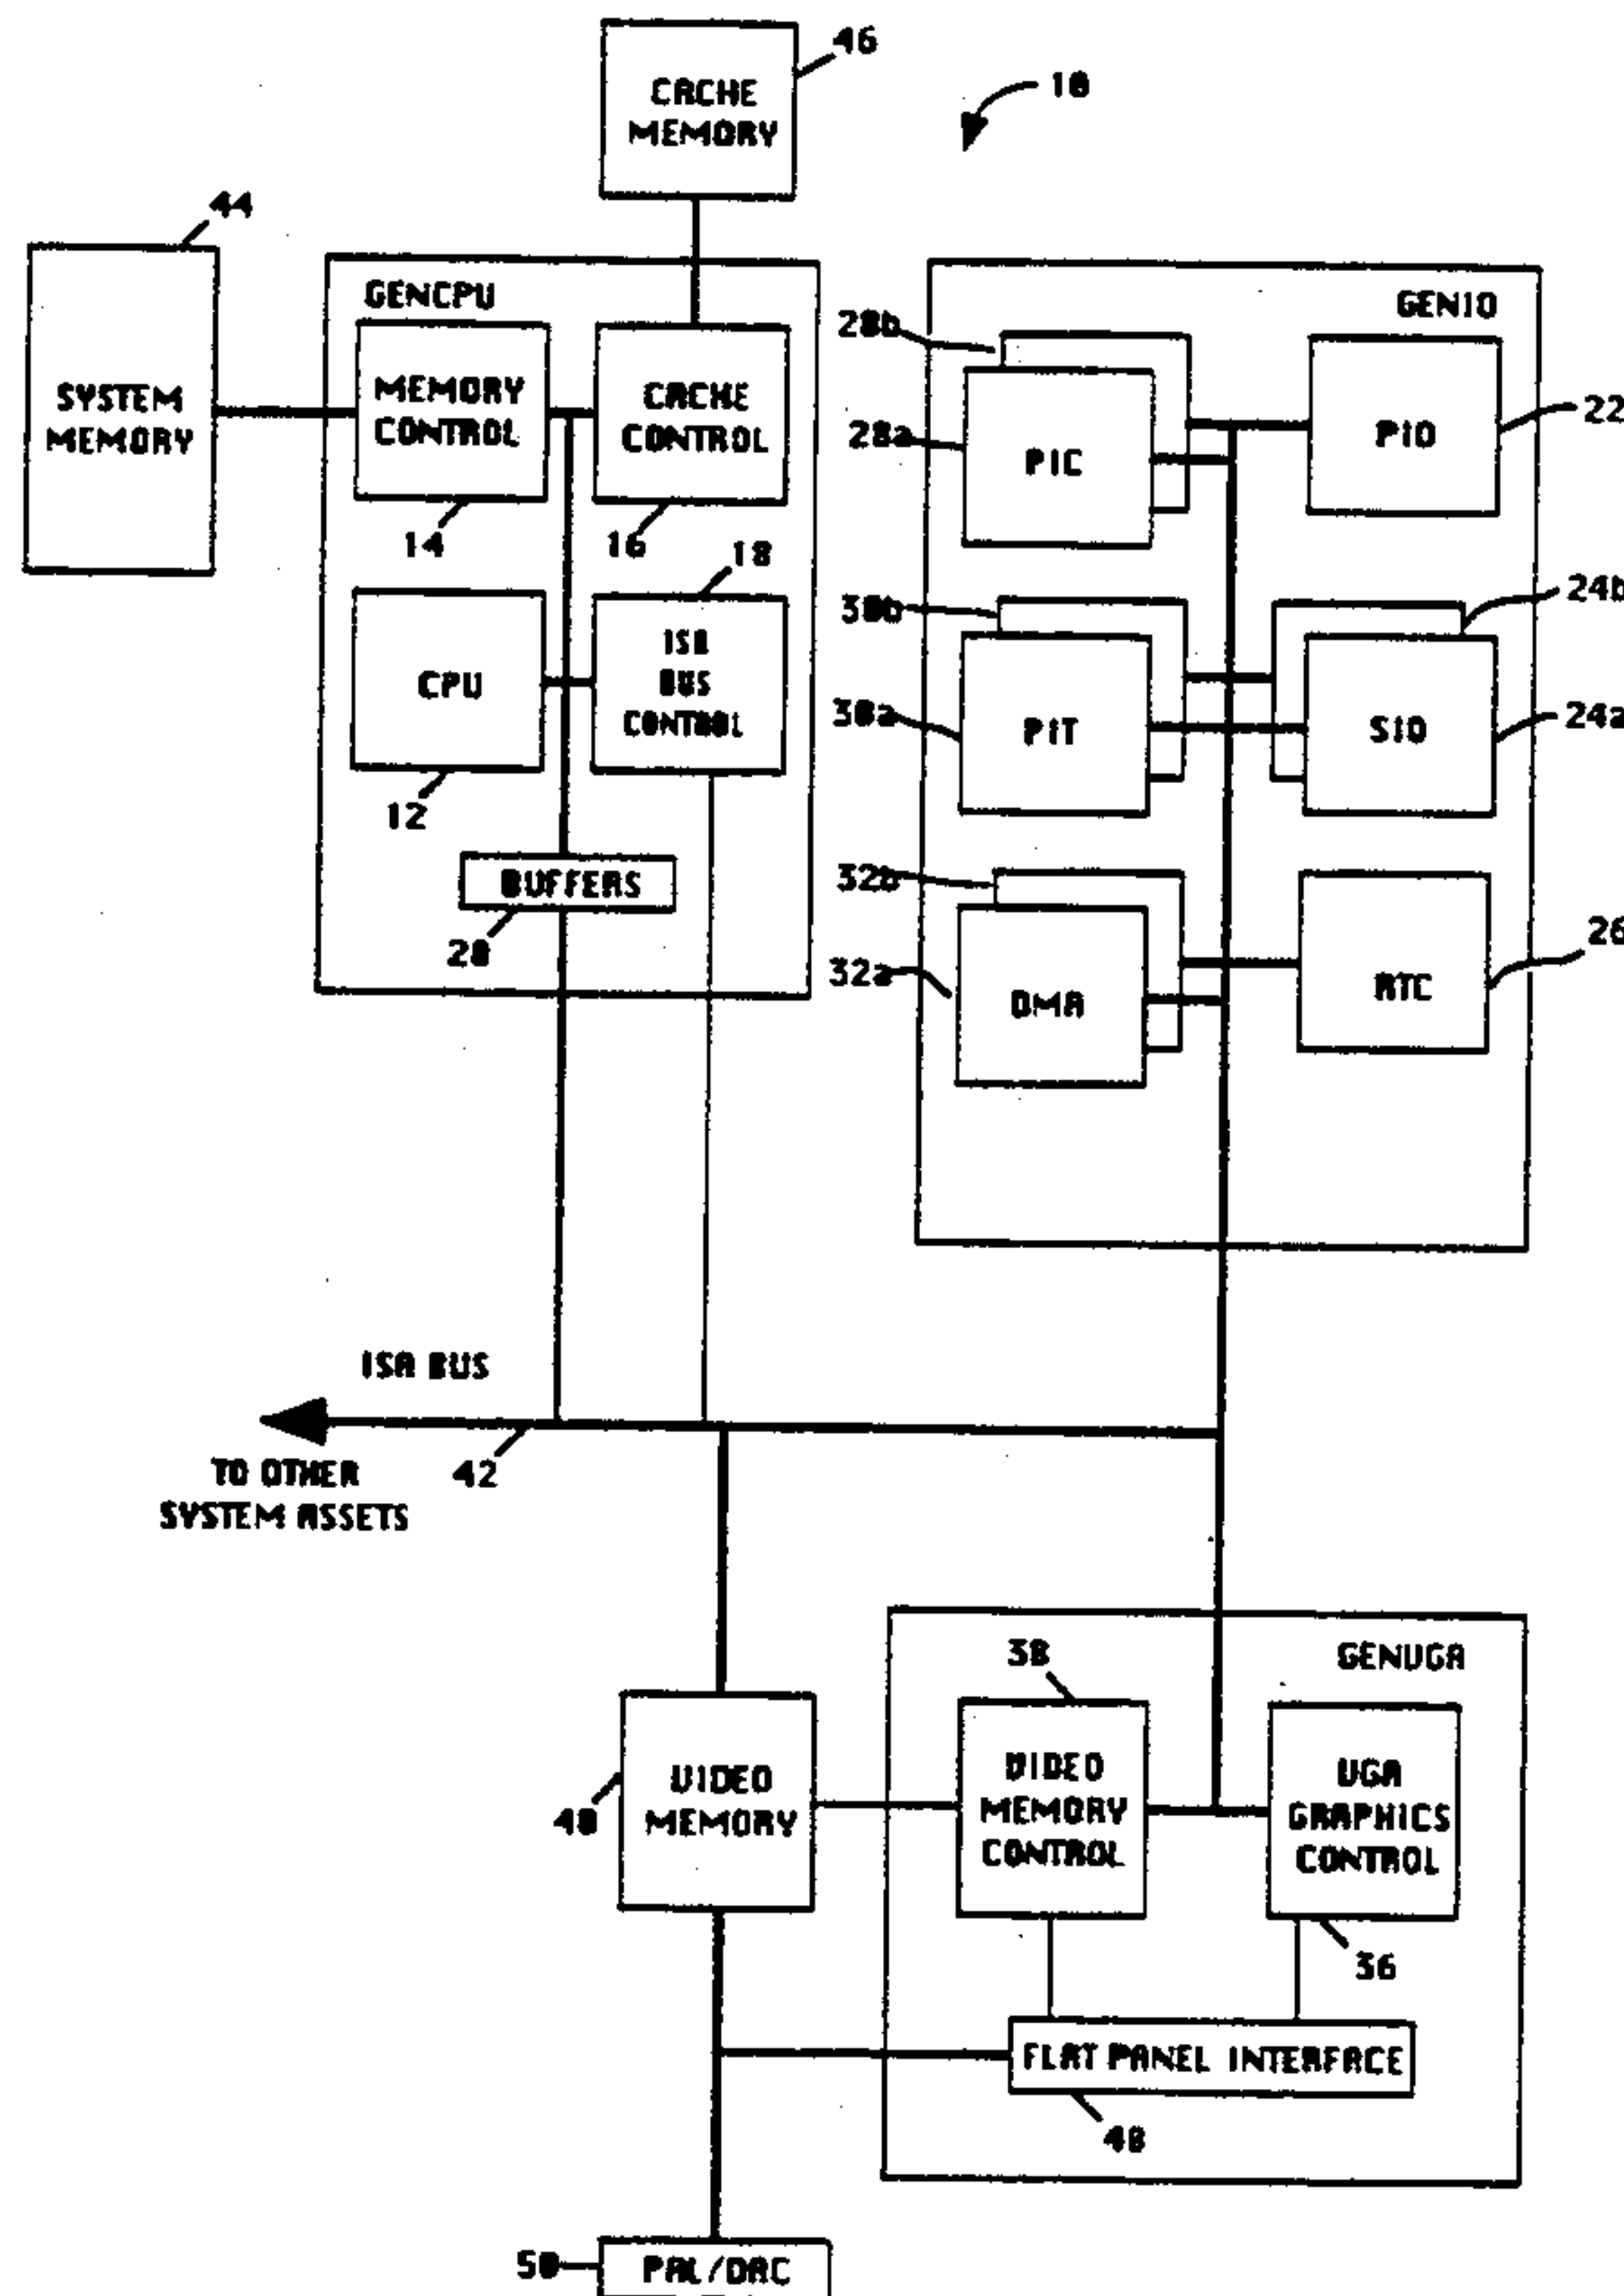 CACHE
MEMORY
46
10
44
SYSTEM
MEMORY
GENCPU
MEMORY
CONTROL
14
CACHE
CONTROL
16
18
CPU
12
ISA
BUS
CONTROL
BUFFERS
20
GENIO
28b
28a
PIC
PIO
22
30b
30a
PIT
24b
SIO
24a
32b
32a
DMA
RTC
26
ISA BUS
42
TO OTHER
SYSTEM ASSETS
GENVGA
38
VIDEO
MEMORY
40
VIDEO
MEMORY
CONTROL
VGA
GRAPHICS
CONTROL
36
FLAT PANEL INTERFACE
48
50
PAL/DAC